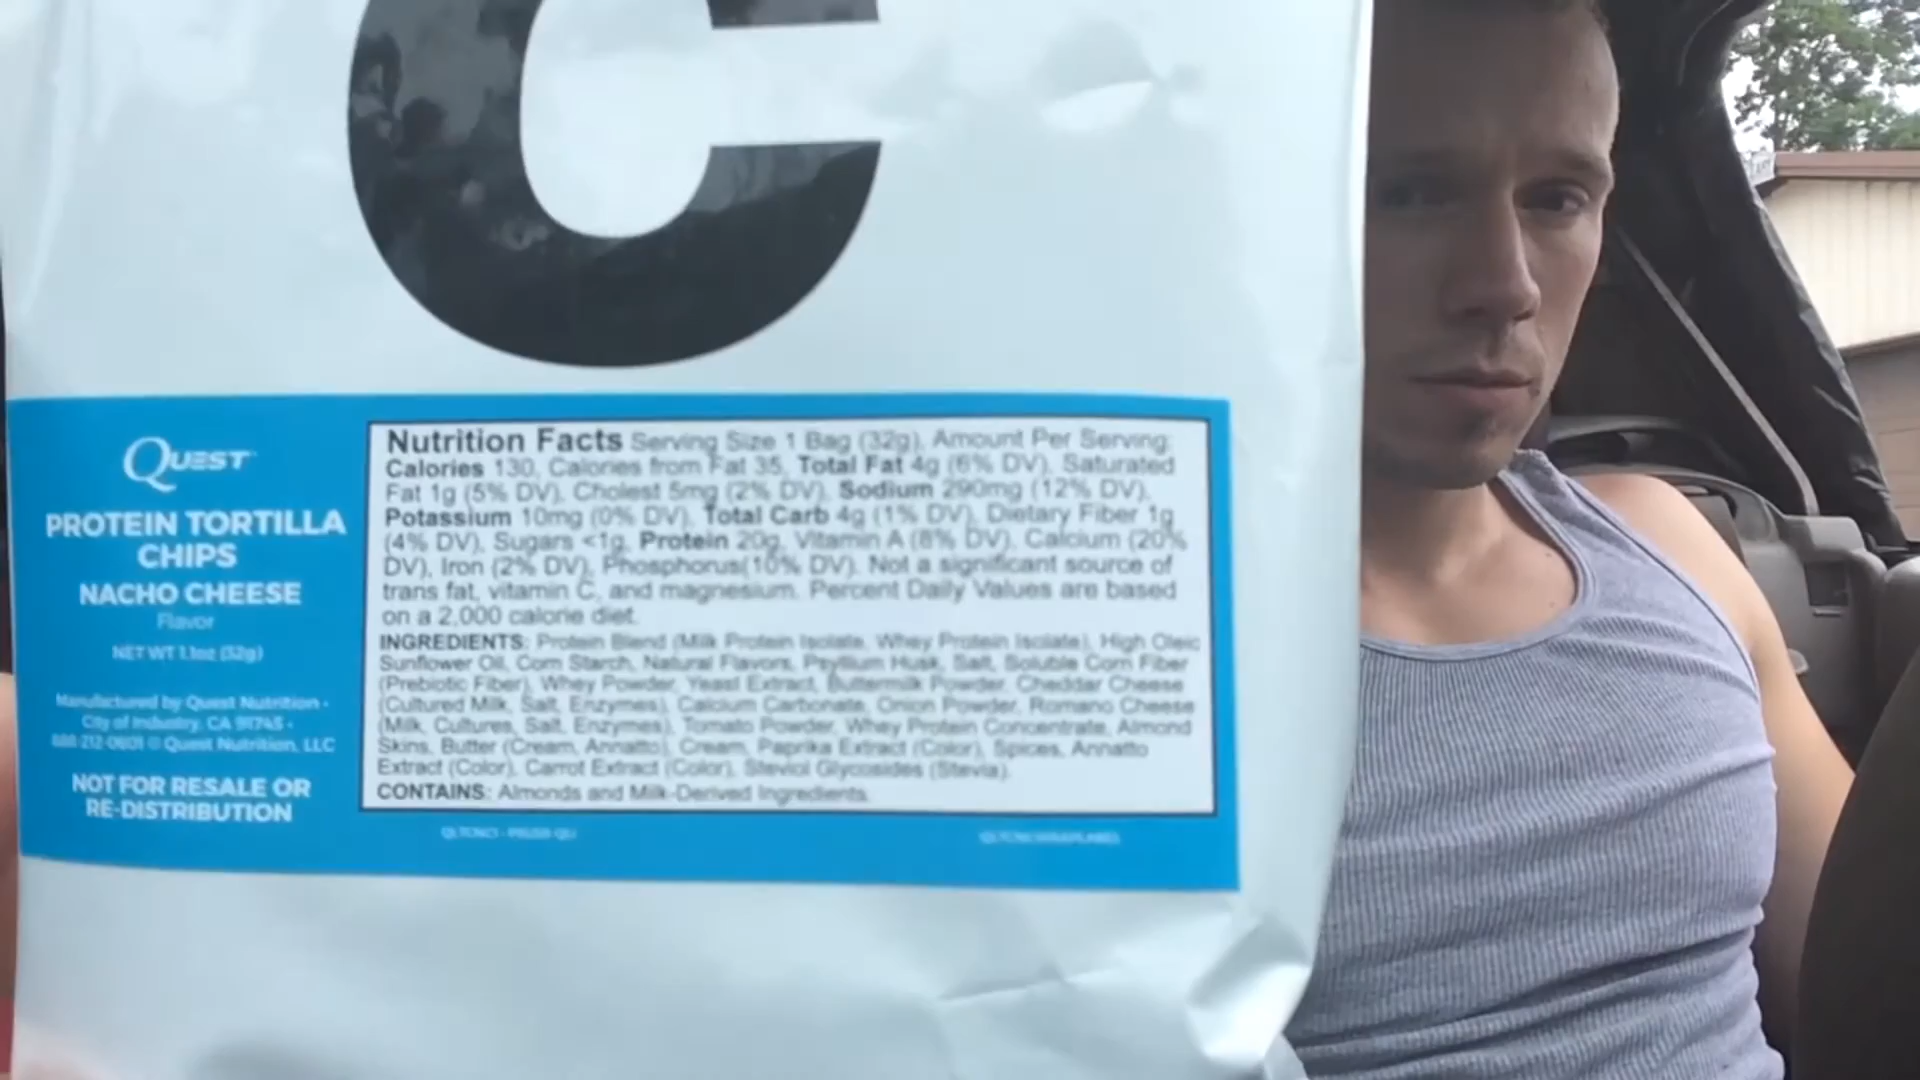 C
QUEST
PROTEIN TORTILLA
CHIPS
NACHO CHEESE
Flavor
NET WT 1.1oz (32g)
Manufactured by Quest Nutrition •
City of Industry, CA 91745 •
888-212-0601 © Quest Nutrition, LLC
NOT FOR RESALE OR
RE-DISTRIBUTION
Nutrition Facts Serving Size 1 Bag (32g), Amount Per Serving:
Calories 130, Calories from Fat 35, Total Fat 4g (6% DV), Saturated
Fat 1g (5% DV), Cholest 5mg (2% DV), Sodium 290mg (12% DV),
Potassium 10mg (0% DV), Total Carb 4g (1% DV), Dietary Fiber 1g
(4% DV), Sugars <1g, Protein 20g, Vitamin A (8% DV), Calcium (20%
DV), Iron (2% DV), Phosphorus(10% DV). Not a significant source of
trans fat, vitamin C, and magnesium. Percent Daily Values are based
on a 2,000 calorie diet.
INGREDIENTS: Protein Blend (Milk Protein Isolate, Whey Protein Isolate), High Oleic
Sunflower Oil, Corn Starch, Natural Flavors, Psyllium Husk, Salt, Soluble Corn Fiber
(Prebiotic Fiber), Whey Powder, Yeast Extract, Buttermilk Powder, Cheddar Cheese
(Cultured Milk, Salt, Enzymes), Calcium Carbonate, Onion Powder, Romano Cheese
(Milk, Cultures, Salt, Enzymes), Tomato Powder, Whey Protein Concentrate, Almond
Skins, Butter (Cream, Annatto), Cream, Paprika Extract (Color), Spices, Annatto
Extract (Color), Carrot Extract (Color), Steviol Glycosides (Stevia).
CONTAINS: Almonds and Milk-Derived Ingredients.